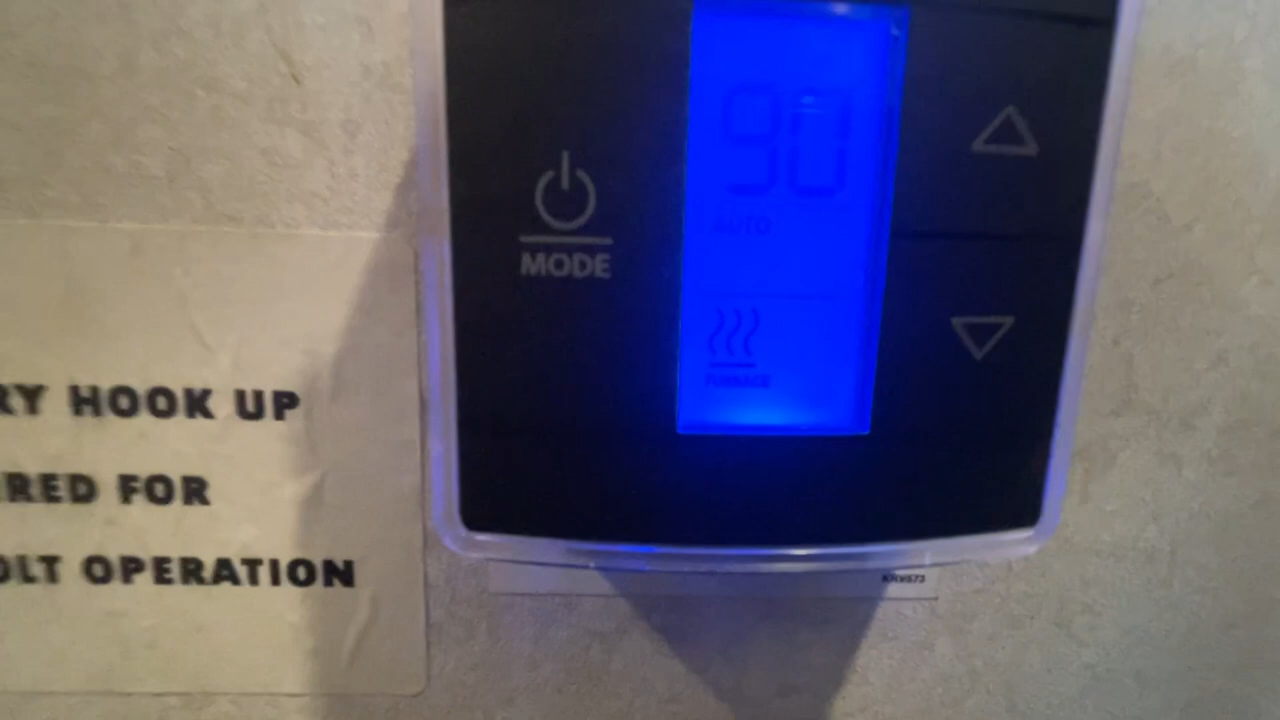 90
AUTO
MODE
FURNACE
RY HOOK UP
RED FOR
OLT OPERATION